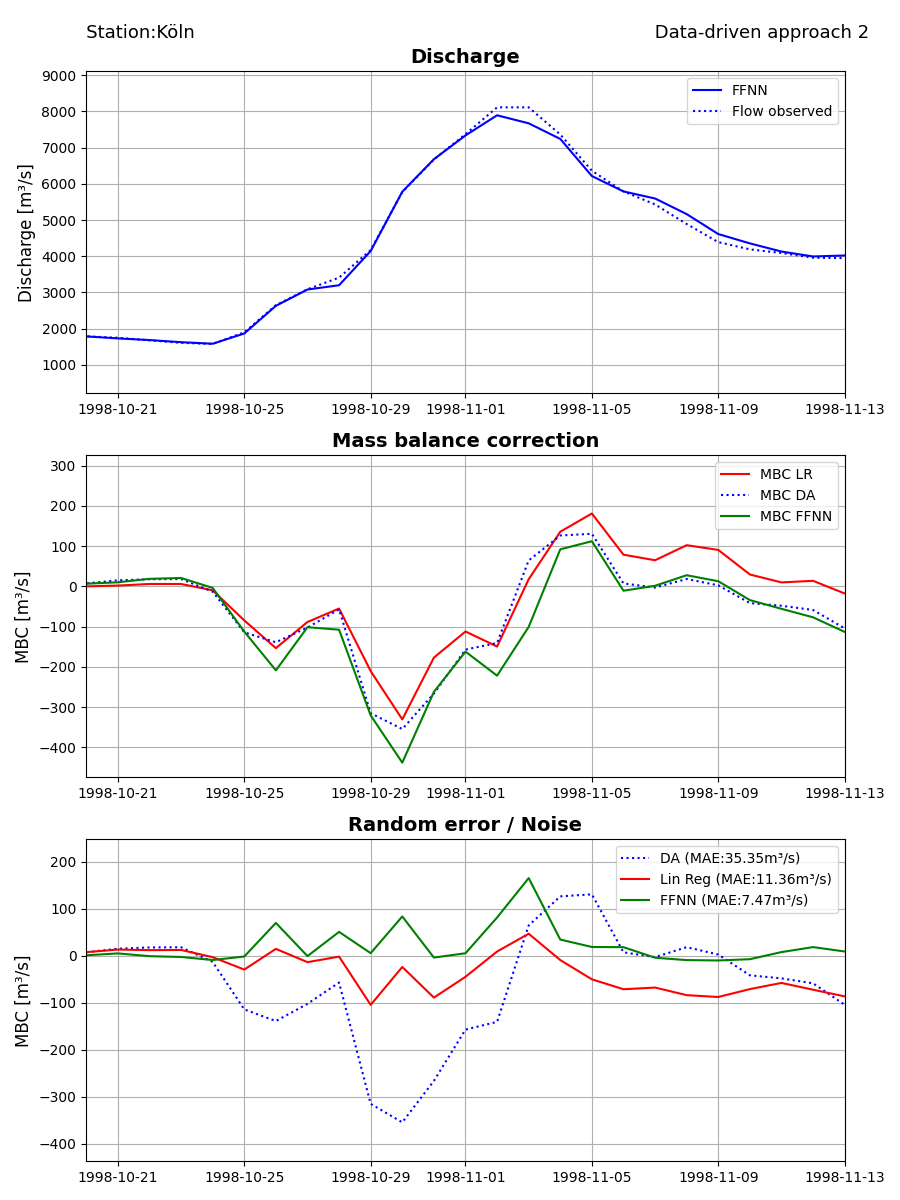 Station:Köln
Data-driven approach 2
Discharge
9000
8000
7000
6000
5000
4000
3000
2000
1000
Discharge [m³/s]
FFNN
Flow observed
1998-10-21 1998-10-25 1998-10-29 1998-11-01 1998-11-05 1998-11-09 1998-11-13
Mass balance correction
300
200
100
0
−100
−200
−300
−400
MBC [m³/s]
MBC LR
MBC DA
MBC FFNN
1998-10-21 1998-10-25 1998-10-29 1998-11-01 1998-11-05 1998-11-09 1998-11-13
Random error / Noise
200
100
0
−100
−200
−300
−400
MBC [m³/s]
DA (MAE:35.35m³/s)
Lin Reg (MAE:11.36m³/s)
FFNN (MAE:7.47m³/s)
1998-10-21 1998-10-25 1998-10-29 1998-11-01 1998-11-05 1998-11-09 1998-11-13